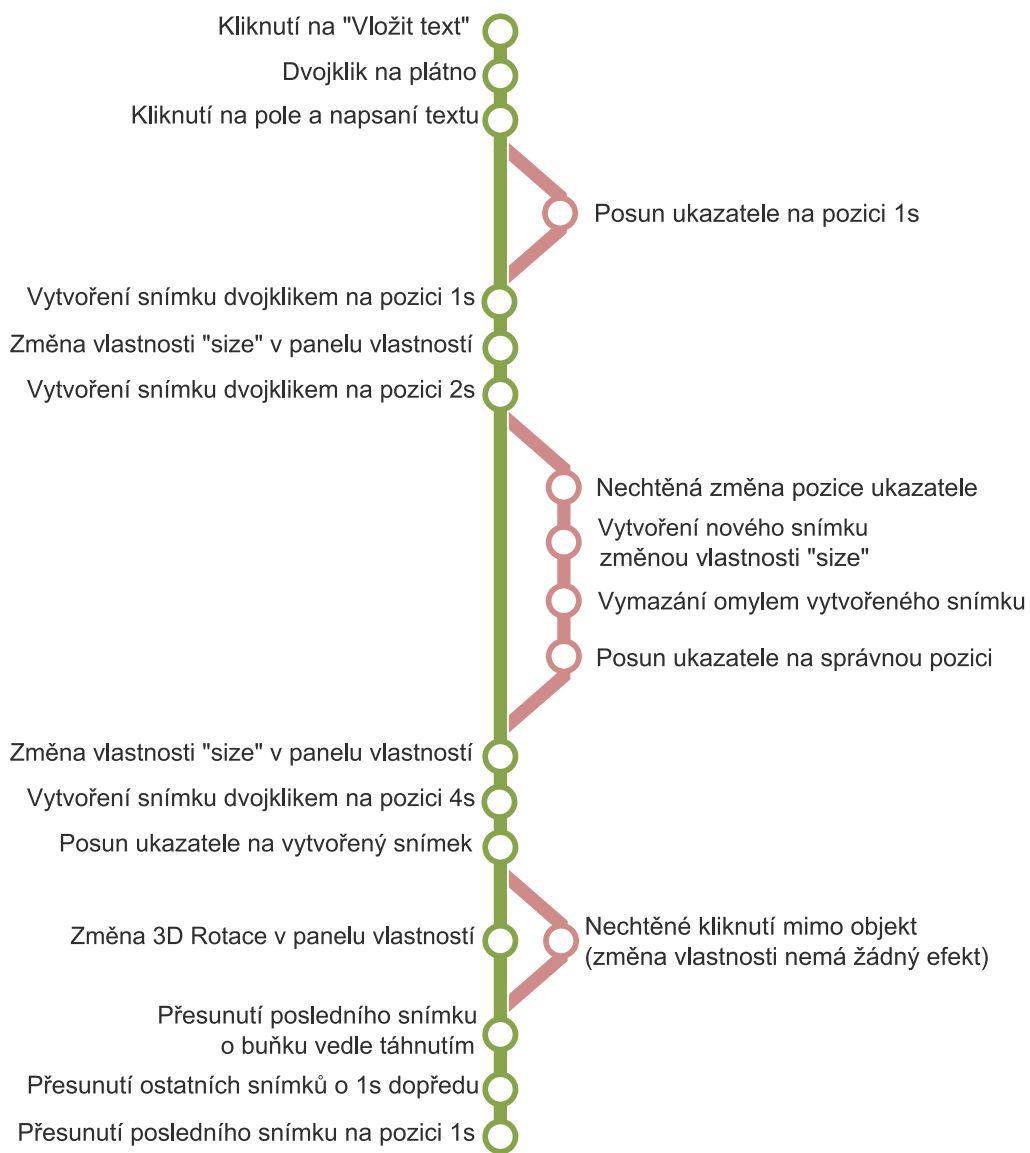 Kliknutí na "Vložit text"
Dvojklik na plátno
Kliknutí na pole a napsaní textu
Posun ukazatele na pozici 1s
Vytvoření snímku dvojklikem na pozici 1s
Změna vlastnosti "size" v panelu vlastností
Vytvoření snímku dvojklikem na pozici 2s
Nechtěná změna pozice ukazatele
Vytvoření nového snímku
změnou vlastnosti "size"
Vymazání omylem vytvořeného snímku
Posun ukazatele na správnou pozici
Změna vlastnosti "size" v panelu vlastností
Vytvoření snímku dvojklikem na pozici 4s
Posun ukazatele na vytvořený snímek
Změna 3D Rotace v panelu vlastností
Nechtěné kliknutí mimo objekt
(změna vlastnosti nemá žádný efekt)
Přesunutí posledního snímku
o buňku vedle táhnutím
Přesunutí ostatních snímků o 1s dopředu
Přesunutí posledního snímku na pozici 1s